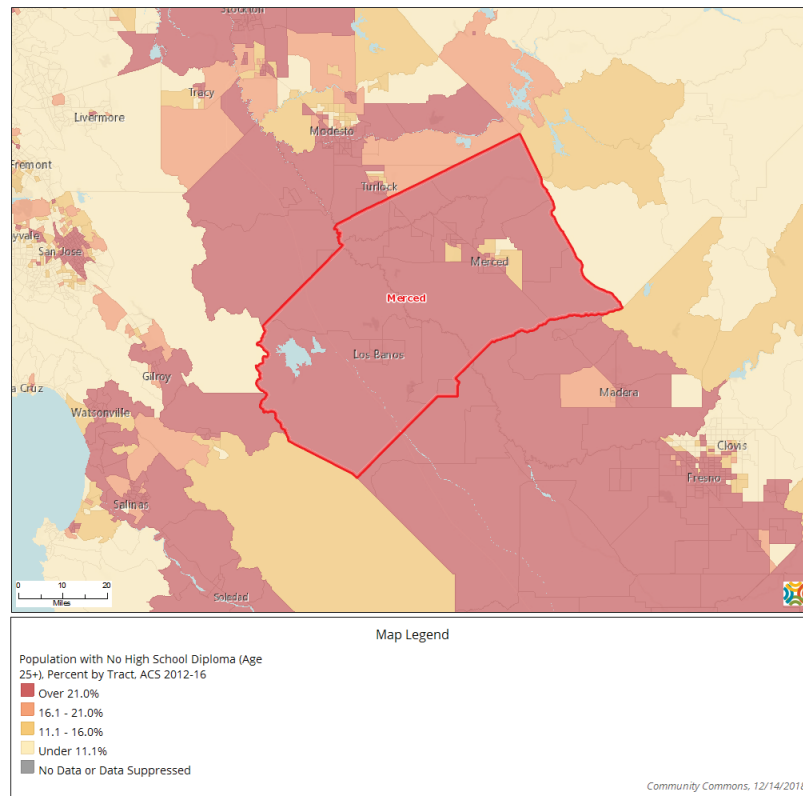 Stockton
Tracy
Livermore
Modesto
Fremont
Turlock
yvale
San Jose
Merced
Merced
Los Banos
Gilroy
a Cruz
Madera
Watsonville
Clovis
Fresno
Salinas
0 10 20
Miles
Soledad
Map Legend
Population with No High School Diploma (Age
25+), Percent by Tract, ACS 2012-16
Over 21.0%
16.1 - 21.0%
11.1 - 16.0%
Under 11.1%
No Data or Data Suppressed
Community Commons, 12/14/2018